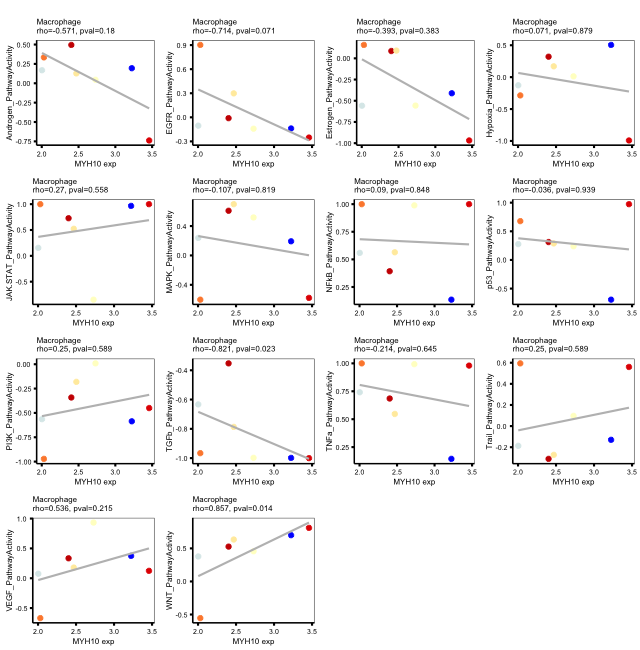 Macrophage
rho=-0.571, pval=0.18
Androgen_PathwayActivity
0.50
0.25
0.00
-0.25
-0.50
-0.75
2.0 2.5 3.0 3.5
MYH10 exp
Macrophage
rho=-0.714, pval=0.071
EGFR_PathwayActivity
0.9
0.6
0.3
0.0
-0.3
2.0 2.5 3.0 3.5
MYH10 exp
Macrophage
rho=-0.393, pval=0.383
Estrogen_PathwayActivity
0.00
-0.25
-0.50
-0.75
-1.00
2.0 2.5 3.0 3.5
MYH10 exp
Macrophage
rho=0.071, pval=0.879
Hypoxia_PathwayActivity
0.5
0.0
-0.5
-1.0
2.0 2.5 3.0 3.5
MYH10 exp
Macrophage
rho=0.27, pval=0.558
JAK.STAT_PathwayActivity
1.0
0.5
0.0
-0.5
2.0 2.5 3.0 3.5
MYH10 exp
Macrophage
rho=-0.107, pval=0.819
MAPK_PathwayActivity
0.5
0.0
-0.5
2.0 2.5 3.0 3.5
MYH10 exp
Macrophage
rho=0.09, pval=0.848
NFkB_PathwayActivity
1.00
0.75
0.50
0.25
2.0 2.5 3.0 3.5
MYH10 exp
Macrophage
rho=-0.036, pval=0.939
p53_PathwayActivity
1.0
0.5
0.0
-0.5
2.0 2.5 3.0 3.5
MYH10 exp
Macrophage
rho=0.25, pval=0.589
PI3K_PathwayActivity
0.00
-0.25
-0.50
-0.75
-1.00
2.0 2.5 3.0 3.5
MYH10 exp
Macrophage
rho=-0.821, pval=0.023
TGFb_PathwayActivity
-0.4
-0.6
-0.8
-1.0
2.0 2.5 3.0 3.5
MYH10 exp
Macrophage
rho=-0.214, pval=0.645
TNFa_PathwayActivity
1.00
0.75
0.50
0.25
2.0 2.5 3.0 3.5
MYH10 exp
Macrophage
rho=0.25, pval=0.589
Trail_PathwayActivity
0.6
0.4
0.2
0.0
-0.2
2.0 2.5 3.0 3.5
MYH10 exp
Macrophage
rho=0.536, pval=0.215
VEGF_PathwayActivity
1.0
0.5
0.0
-0.5
2.0 2.5 3.0 3.5
MYH10 exp
Macrophage
rho=0.857, pval=0.014
WNT_PathwayActivity
0.5
0.0
-0.5
2.0 2.5 3.0 3.5
MYH10 exp